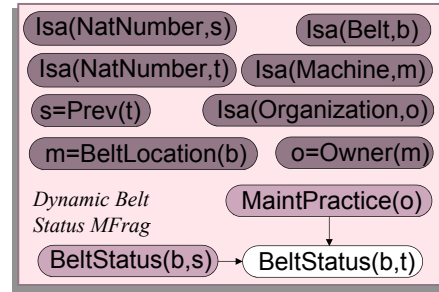 Isa(NatNumber,s) Isa(Belt,b)
Isa(NatNumber,t) Isa(Machine,m)
s=Prev(t) Isa(Organization,o)
m=BeltLocation(b) o=Owner(m)
Dynamic Belt
Status MFrag
MaintPractice(o)
BeltStatus(b,s) BeltStatus(b,t)